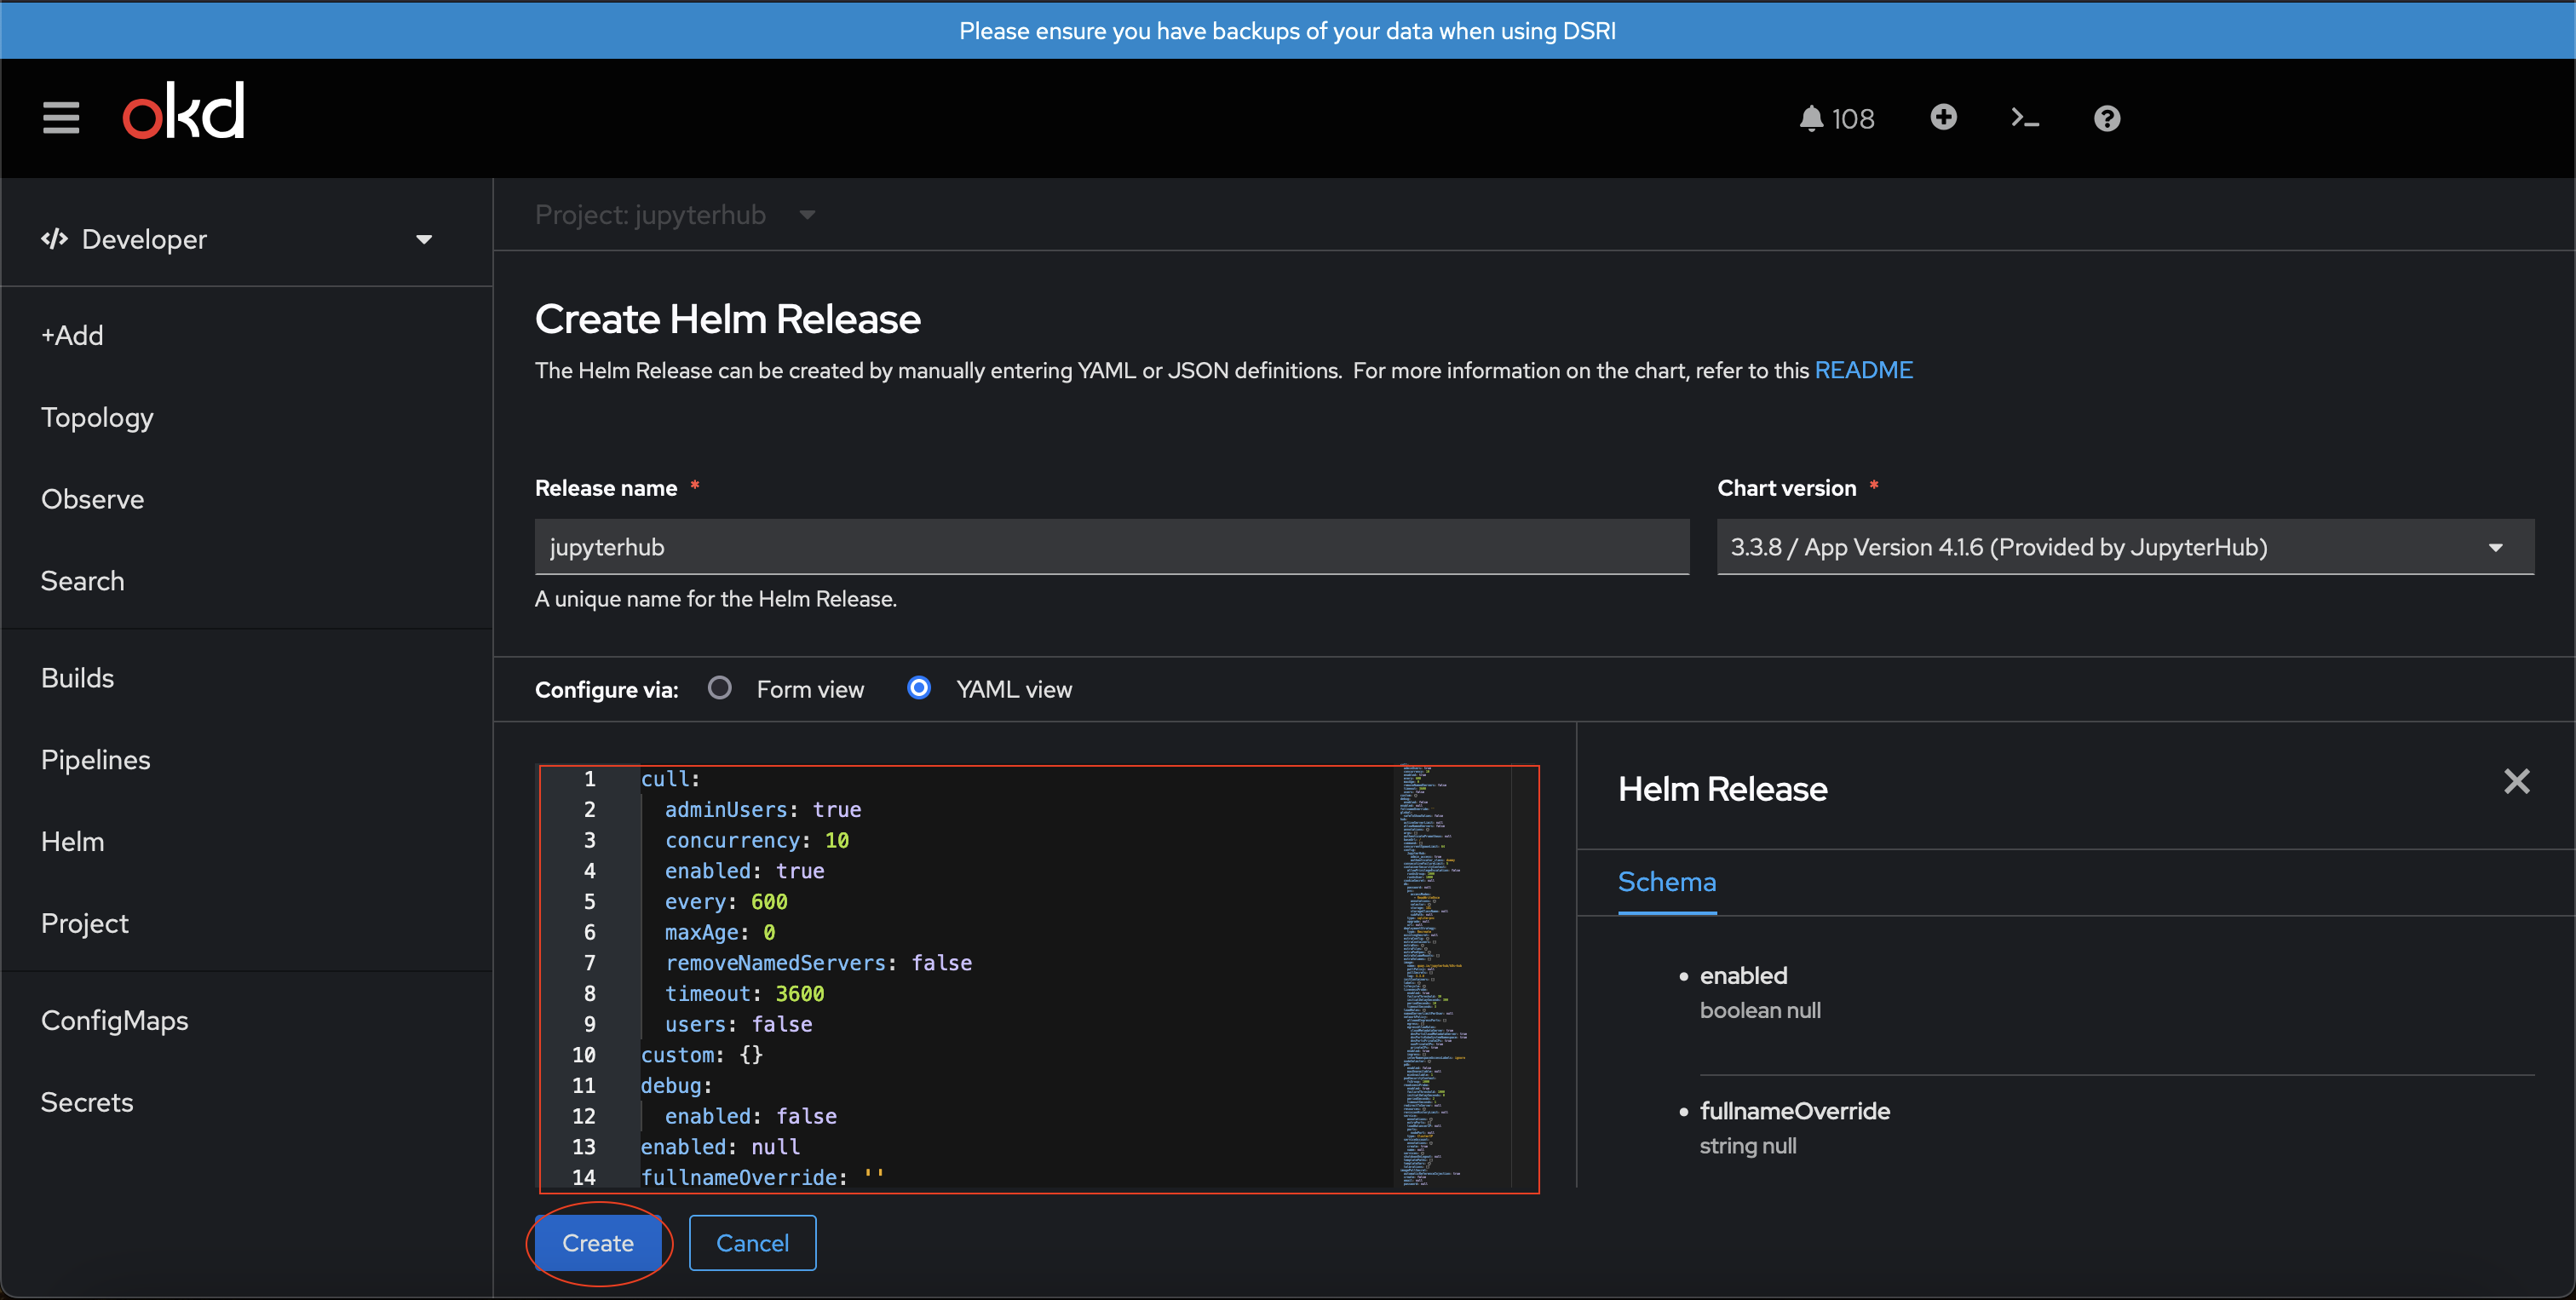 Please ensure you have backups of your data when using DSRI
okd
108
Developer
+Add
Topology
Observe
Search
Builds
Pipelines
Helm
Project
ConfigMaps
Secrets
Project: jupyterhub
Create Helm Release
The Helm Release can be created by manually entering YAML or JSON definitions. For more information on the chart, refer to this README
Release name *
jupyterhub
A unique name for the Helm Release.
Chart version *
3.3.8 / App Version 4.1.6 (Provided by JupyterHub)
Configure via: Form view YAML view
1 cull:
2 adminUsers: true
3 concurrency: 10
4 enabled: true
5 every: 600
6 maxAge: 0
7 removeNamedServers: false
8 timeout: 3600
9 users: false
10 custom: {}
11 debug:
12 enabled: false
13 enabled: null
14 fullnameOverride: ''
Create Cancel
Helm Release
Schema
• enabled
boolean null
• fullnameOverride
string null